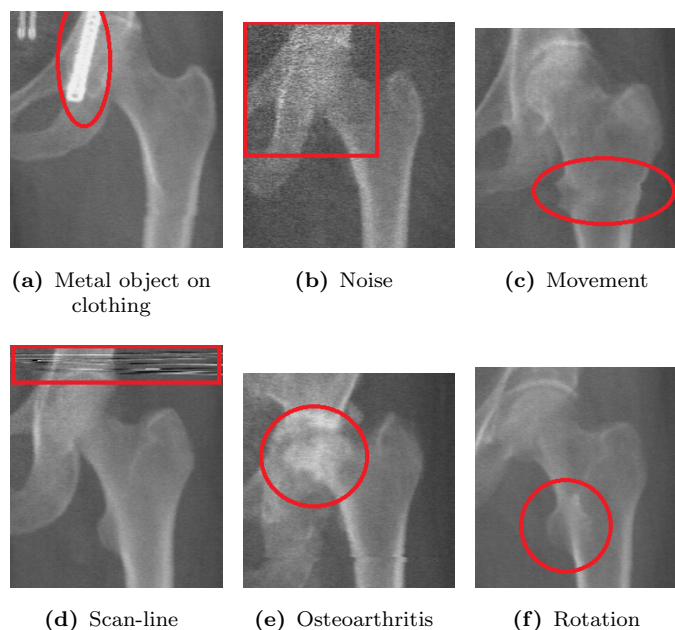 (a) Metal object on
clothing
(b) Noise
(c) Movement
(d) Scan-line
(e) Osteoarthritis
(f) Rotation